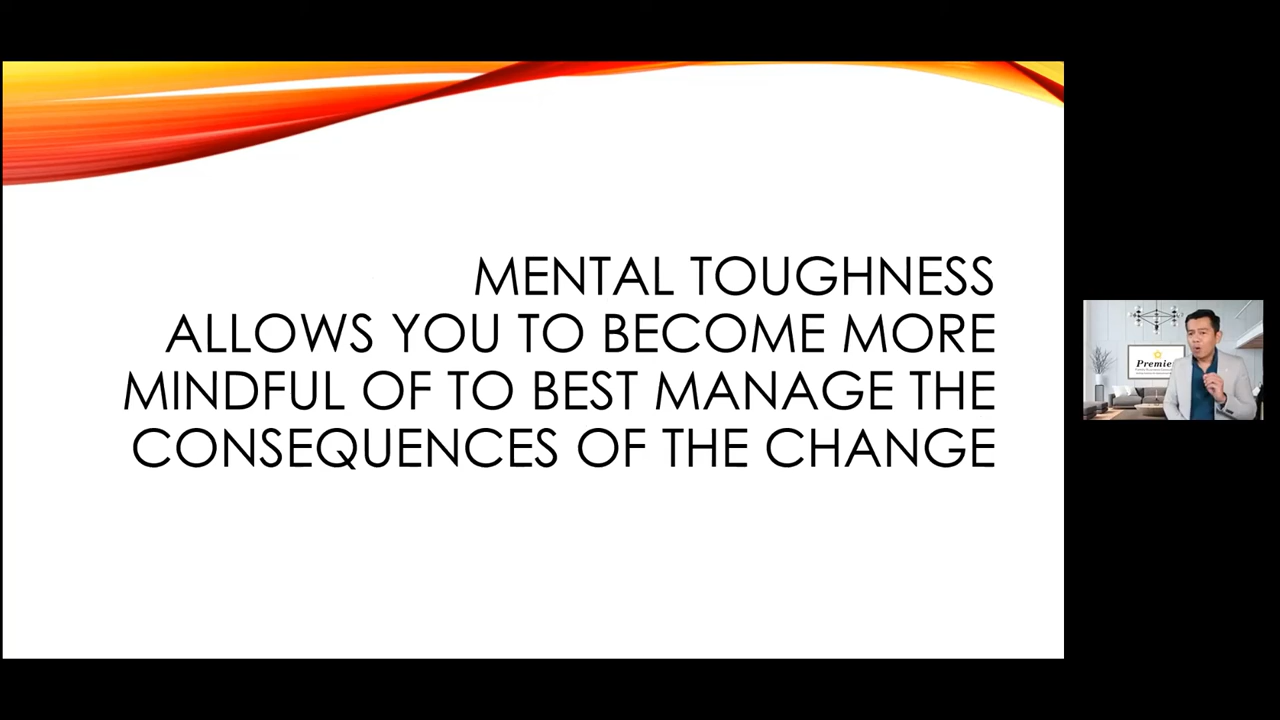 MENTAL TOUGHNESS
ALLOWS YOU TO BECOME MORE
MINDFUL OF TO BEST MANAGE THE
CONSEQUENCES OF THE CHANGE